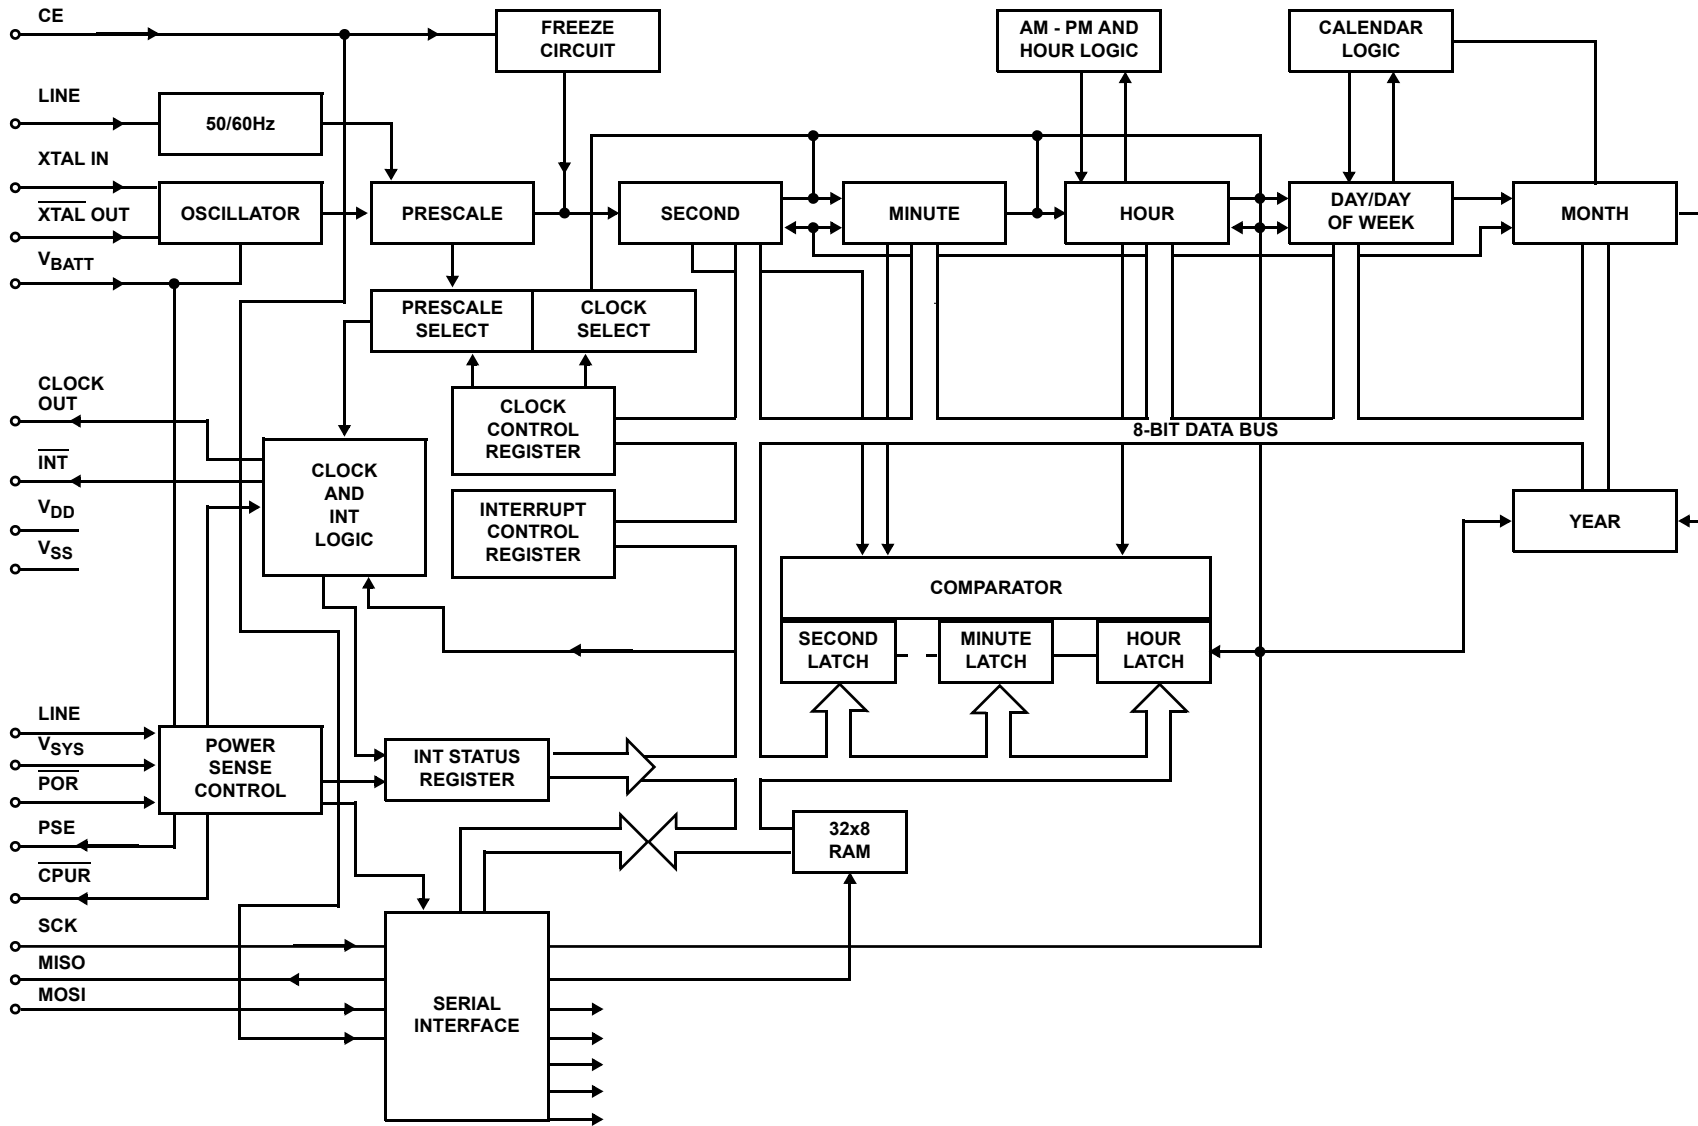 CE
FREEZE
CIRCUIT
AM - PM AND
HOUR LOGIC
CALENDAR
LOGIC
LINE
50/60Hz
XTAL IN
XTAL OUT
OSCILLATOR
PRESCALE
SECOND
MINUTE
HOUR
DAY/DAY
OF WEEK
MONTH
VBATT
PRESCALE
SELECT
CLOCK
SELECT
CLOCK
OUT
CLOCK
CONTROL
REGISTER
8-BIT DATA BUS
INT
CLOCK
AND
INT
LOGIC
VDD
VSS
INTERRUPT
CONTROL
REGISTER
YEAR
COMPARATOR
SECOND
LATCH
MINUTE
LATCH
HOUR
LATCH
LINE
VSYS
POR
POWER
SENSE
CONTROL
INT STATUS
REGISTER
PSE
CPUR
32x8
RAM
SCK
MISO
MOSI
SERIAL
INTERFACE